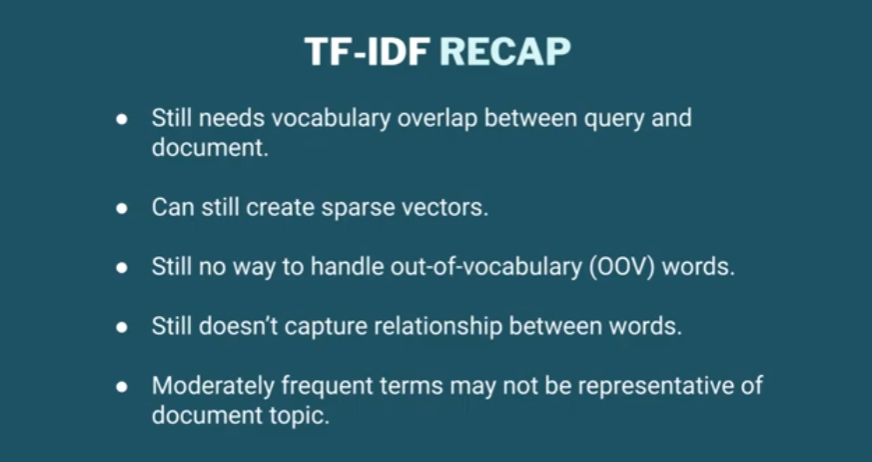 TF-IDF RECAP
● Still needs vocabulary overlap between query and
document.
● Can still create sparse vectors.
● Still no way to handle out-of-vocabulary (OOV) words.
● Still doesn’t capture relationship between words.
● Moderately frequent terms may not be representative of
document topic.